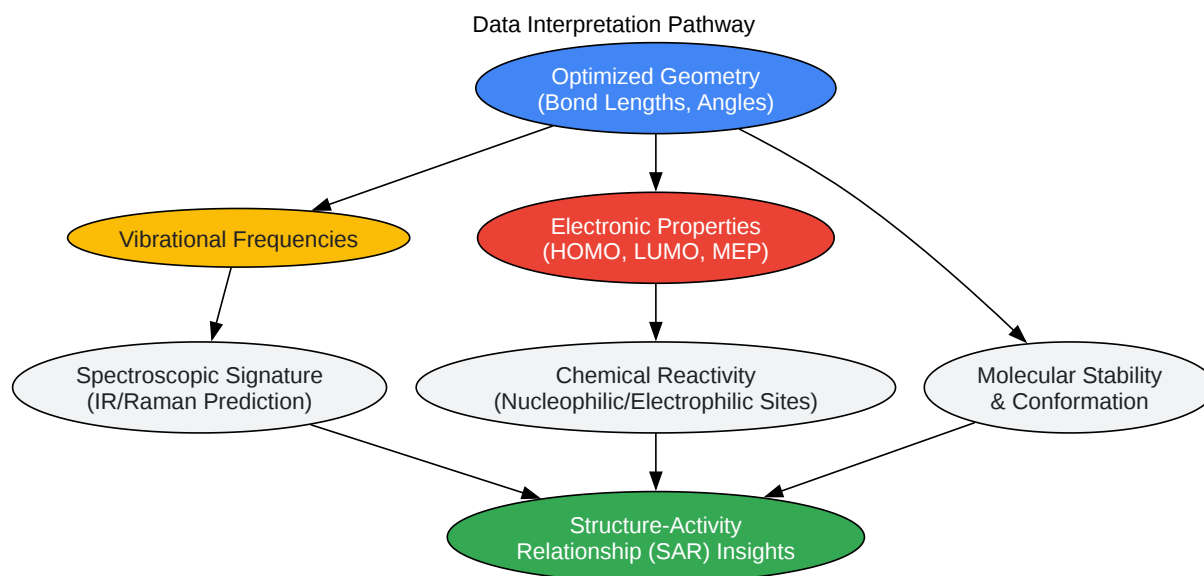 Data Interpretation Pathway
Optimized Geometry
(Bond Lengths, Angles)
Vibrational Frequencies
Electronic Properties
(HOMO, LUMO, MEP)
Spectroscopic Signature
(IR/Raman Prediction)
Chemical Reactivity
(Nucleophilic/Electrophilic Sites)
Molecular Stability
& Conformation
Structure-Activity
Relationship (SAR) Insights